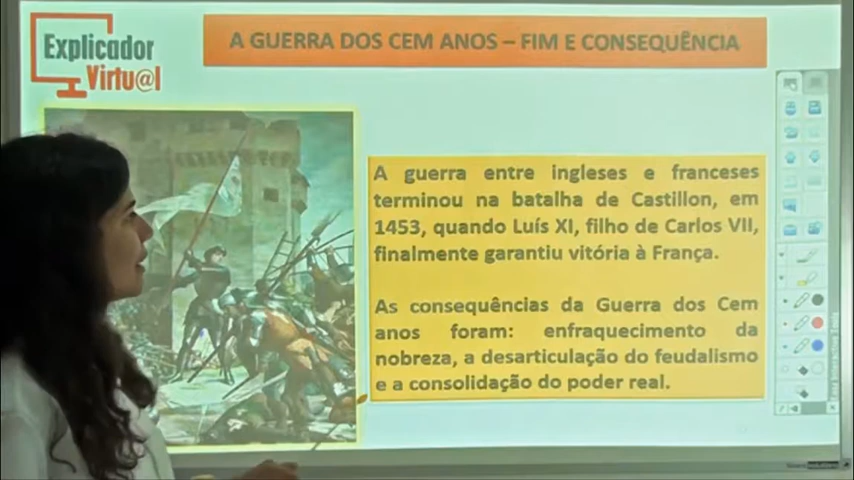 Explicador
Virtu@l
A GUERRA DOS CEM ANOS – FIM E CONSEQUÊNCIA
A guerra entre ingleses e franceses
terminou na batalha de Castillon, em
1453, quando Luís XI, filho de Carlos VII,
finalmente garantiu vitória à França.
As consequências da Guerra dos Cem
anos foram: enfraquecimento da
nobreza, a desarticulação do feudalismo
e a consolidação do poder real.